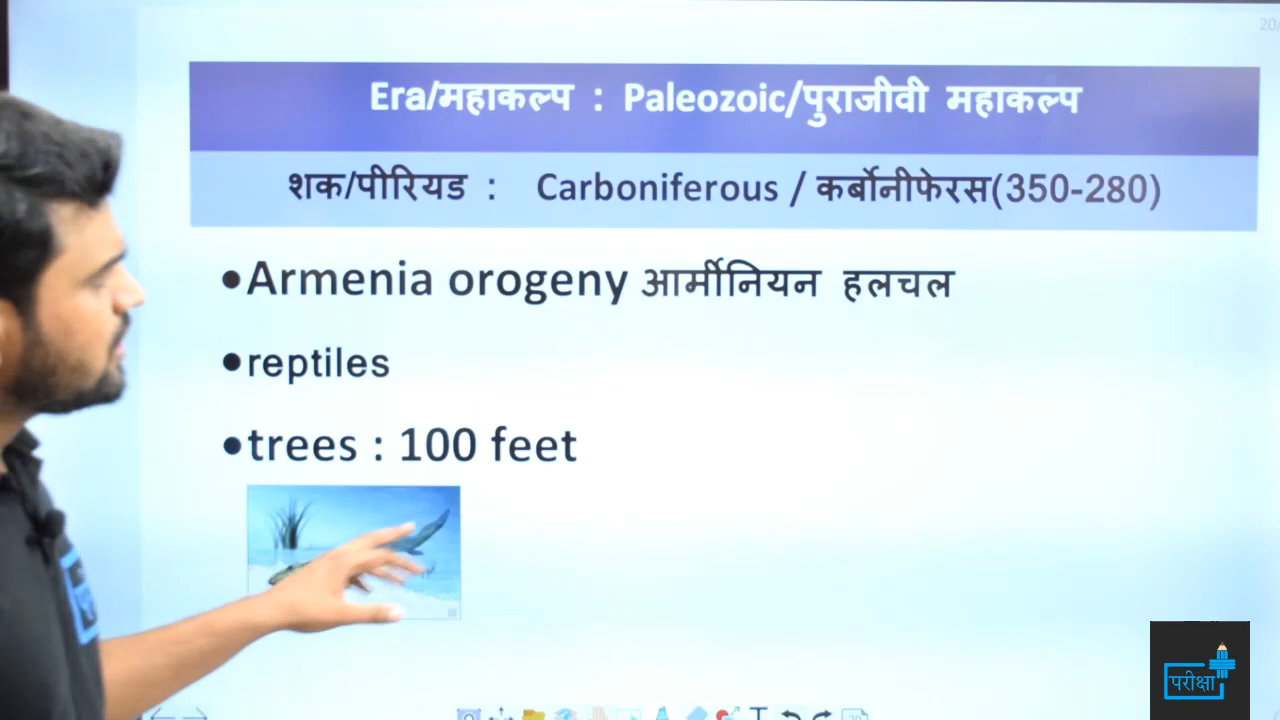 20/
Era/महाकल्प : Paleozoic/पुराजीवी महाकल्प
शक/पीरियड : Carboniferous / कर्बोनीफेरस(350-280)
•Armenia orogeny आर्मीनियन हलचल
•reptiles
•trees : 100 feet
परीक्षा
T